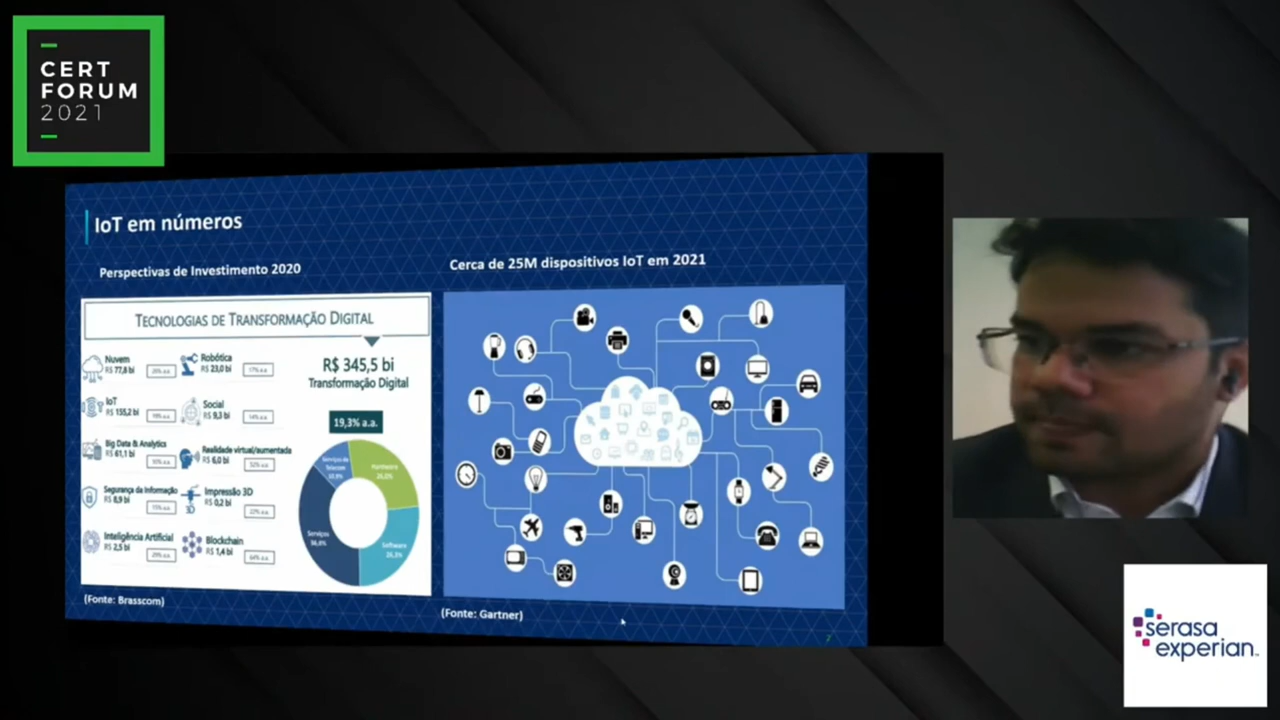 CERT
FORUM
2021
IoT em números
Perspectivas de Investimento 2020
Cerca de 25M dispositivos IoT em 2021
TECNOLOGIAS DE TRANSFORMAÇÃO DIGITAL
Nuvem
R$ 77,8 bi
Robótica
R$ 23,0 bi
17% a.a.
IoT
R$ 155,2 bi
Social
R$ 9,3 bi
Big Data & Analytics
R$ 61,1 bi
Realidade virtual/aumentada
R$ 6,0 bi
Segurança da Informação
R$ 8,9 bi
Impressão 3D
R$ 0,2 bi
Inteligência Artificial
R$ 2,5 bi
Blockchain
R$ 1,4 bi
R$ 345,5 bi
Transformação Digital
19,3% a.a.
Serviços de
Telecom
Hardware
Serviços
Software
(Fonte: Brasscom)
(Fonte: Gartner)
serasa
experian